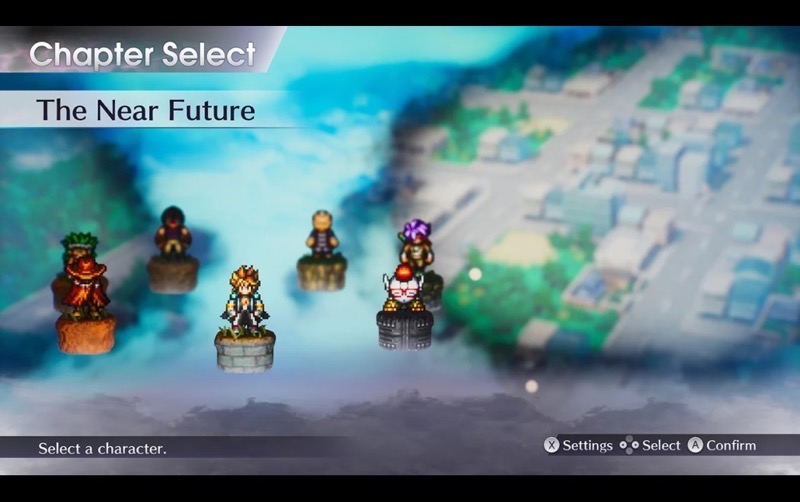 Chapter Select
The Near Future
Select a character.
X Settings Select A Confirm